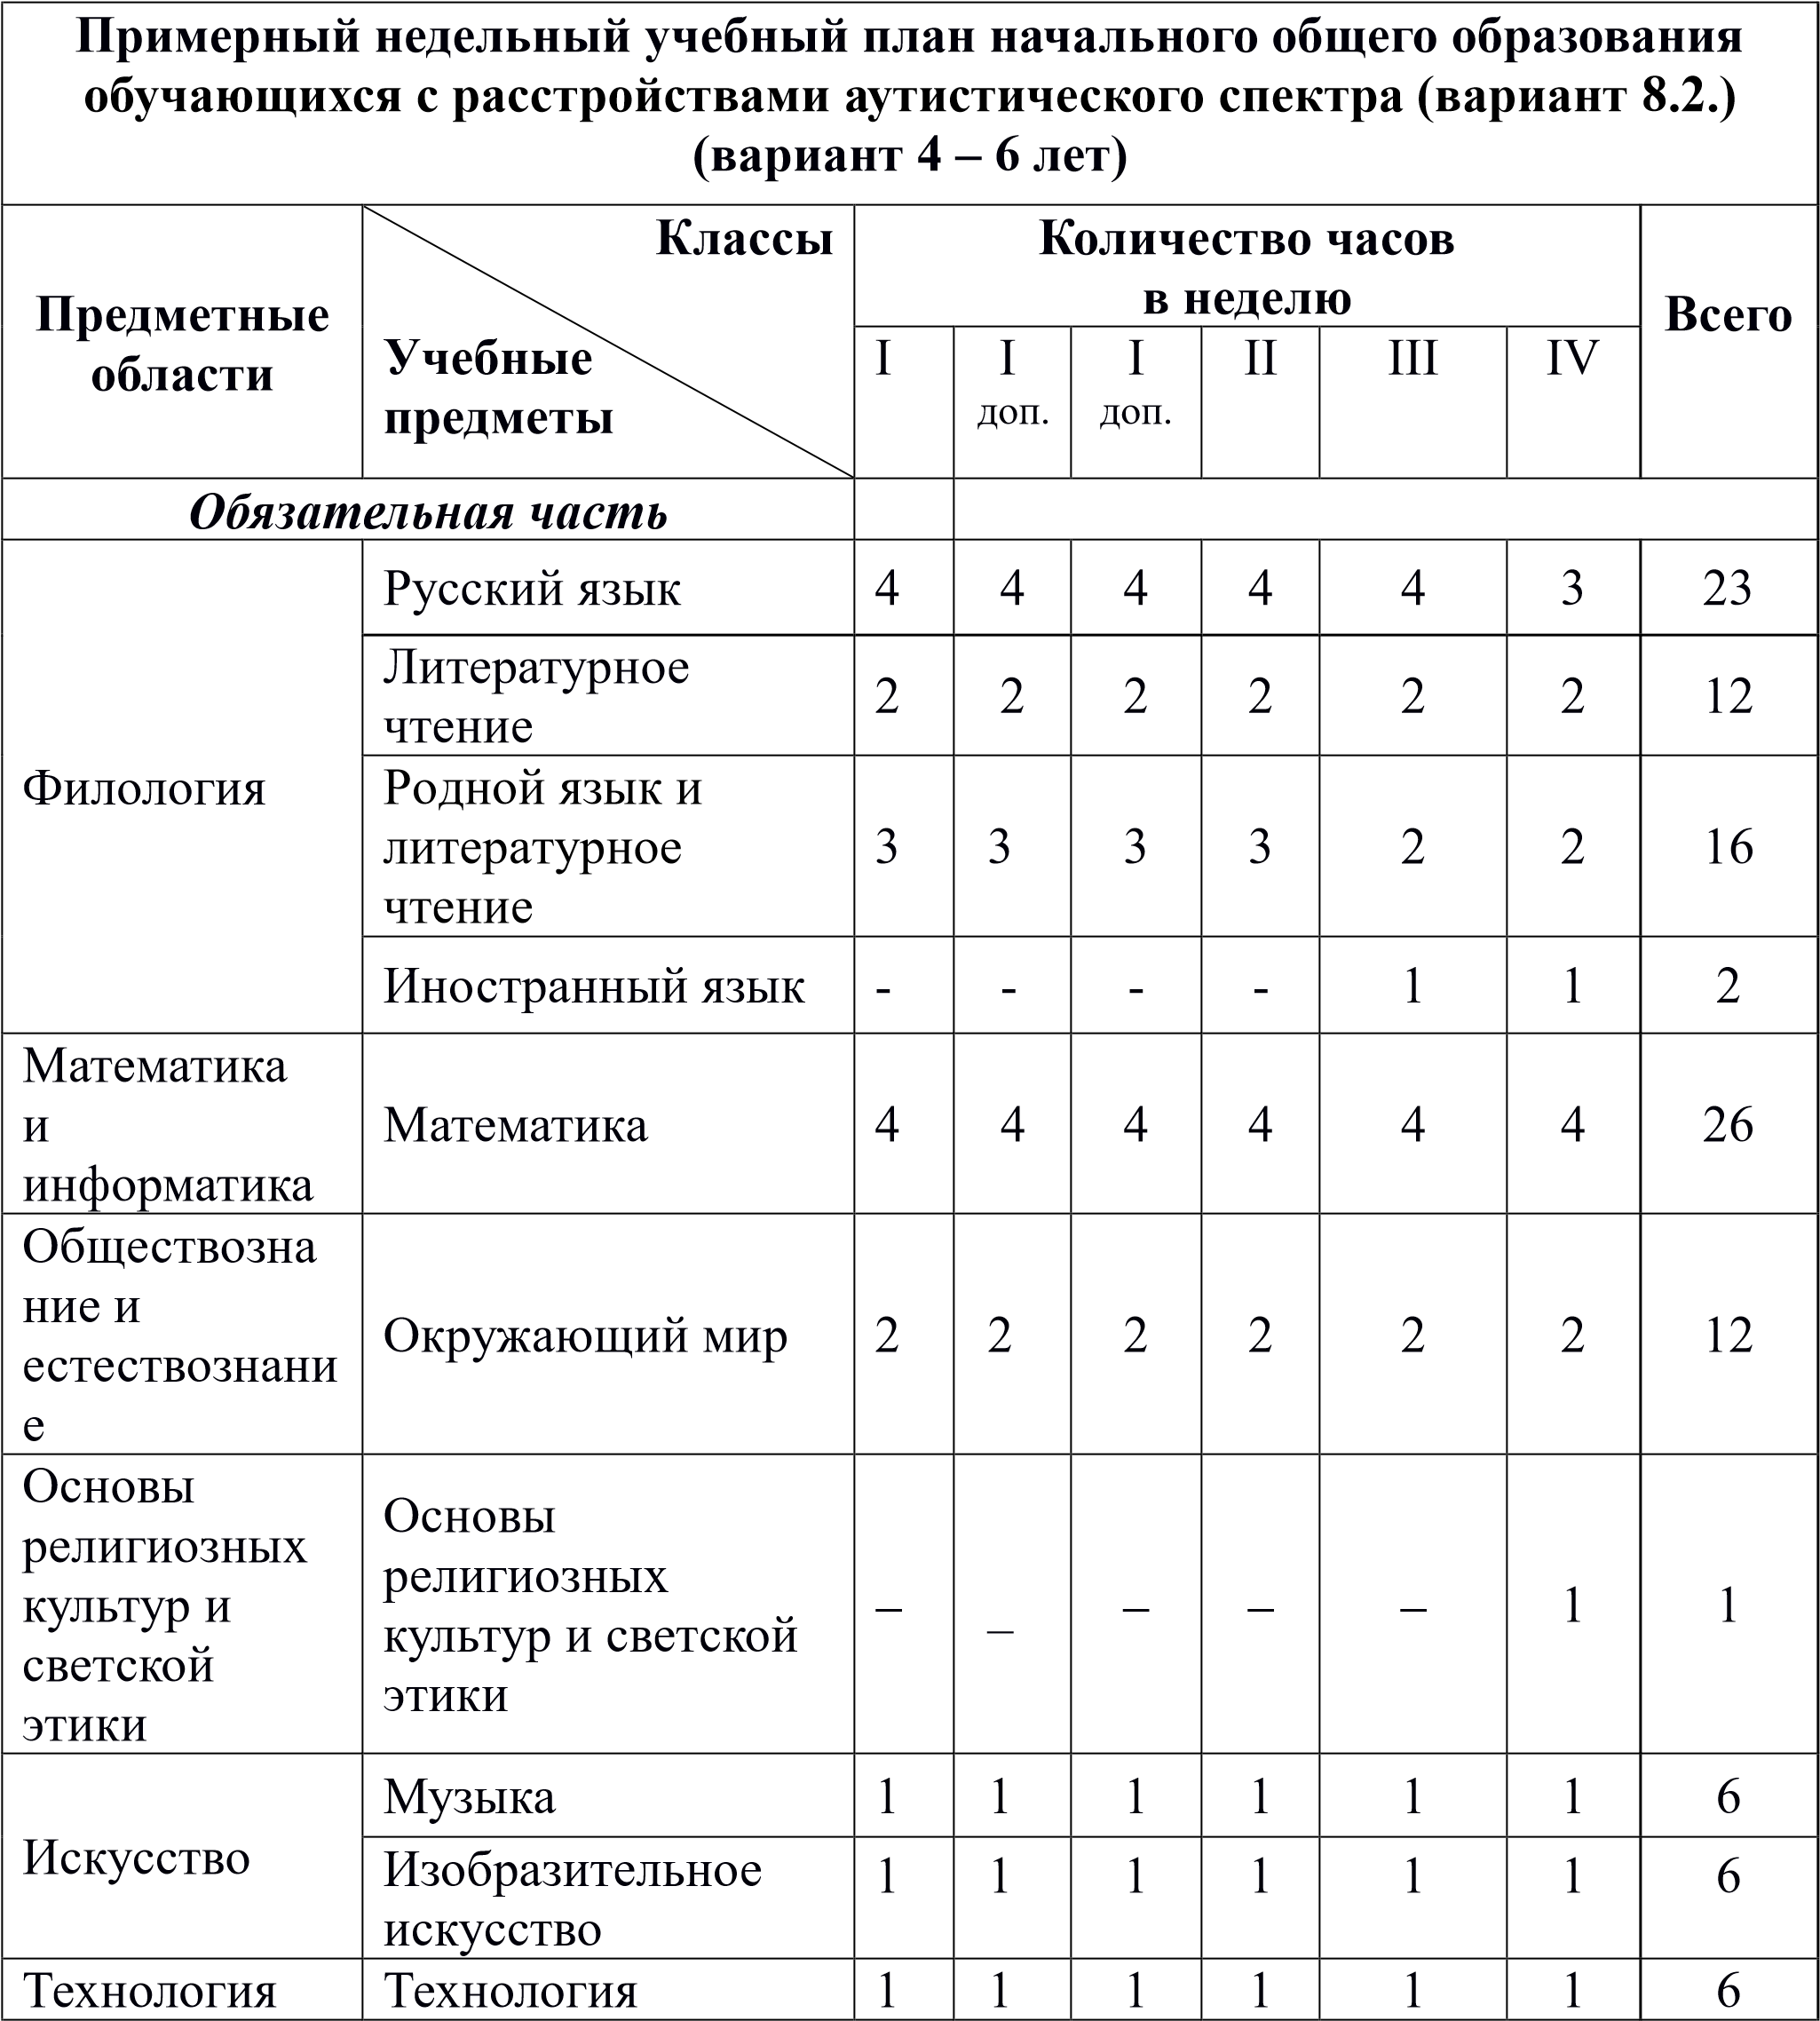 Примерный недельный учебный план начального общего образования
обучающихся с расстройствами аутистического спектра (вариант 8.2.)
(вариант 4 – 6 лет)
Предметные
области
Классы
Учебные
предметы
Количество часов
в неделю
Всего
I
I
доп.
I
доп.
II
III
IV
Обязательная часть
Филология
Русский язык
4 4 4 4 4 3 23
Литературное
чтение
2 2 2 2 2 2 12
Родной язык и
литературное
чтение
3 3 3 3 2 2 16
Иностранный язык
- - - - 1 1 2
Математика
и
информатика
Математика
4 4 4 4 4 4 26
Обществозна
ние и
естествознани
е
Окружающий мир
2 2 2 2 2 2 12
Основы
религиозных
культур и
светской
этики
Основы
религиозных
культур и светской
этики
– _ – – – 1 1
Искусство
Музыка
1 1 1 1 1 1 6
Изобразительное
искусство
1 1 1 1 1 1 6
Технология
Технология
1 1 1 1 1 1 6